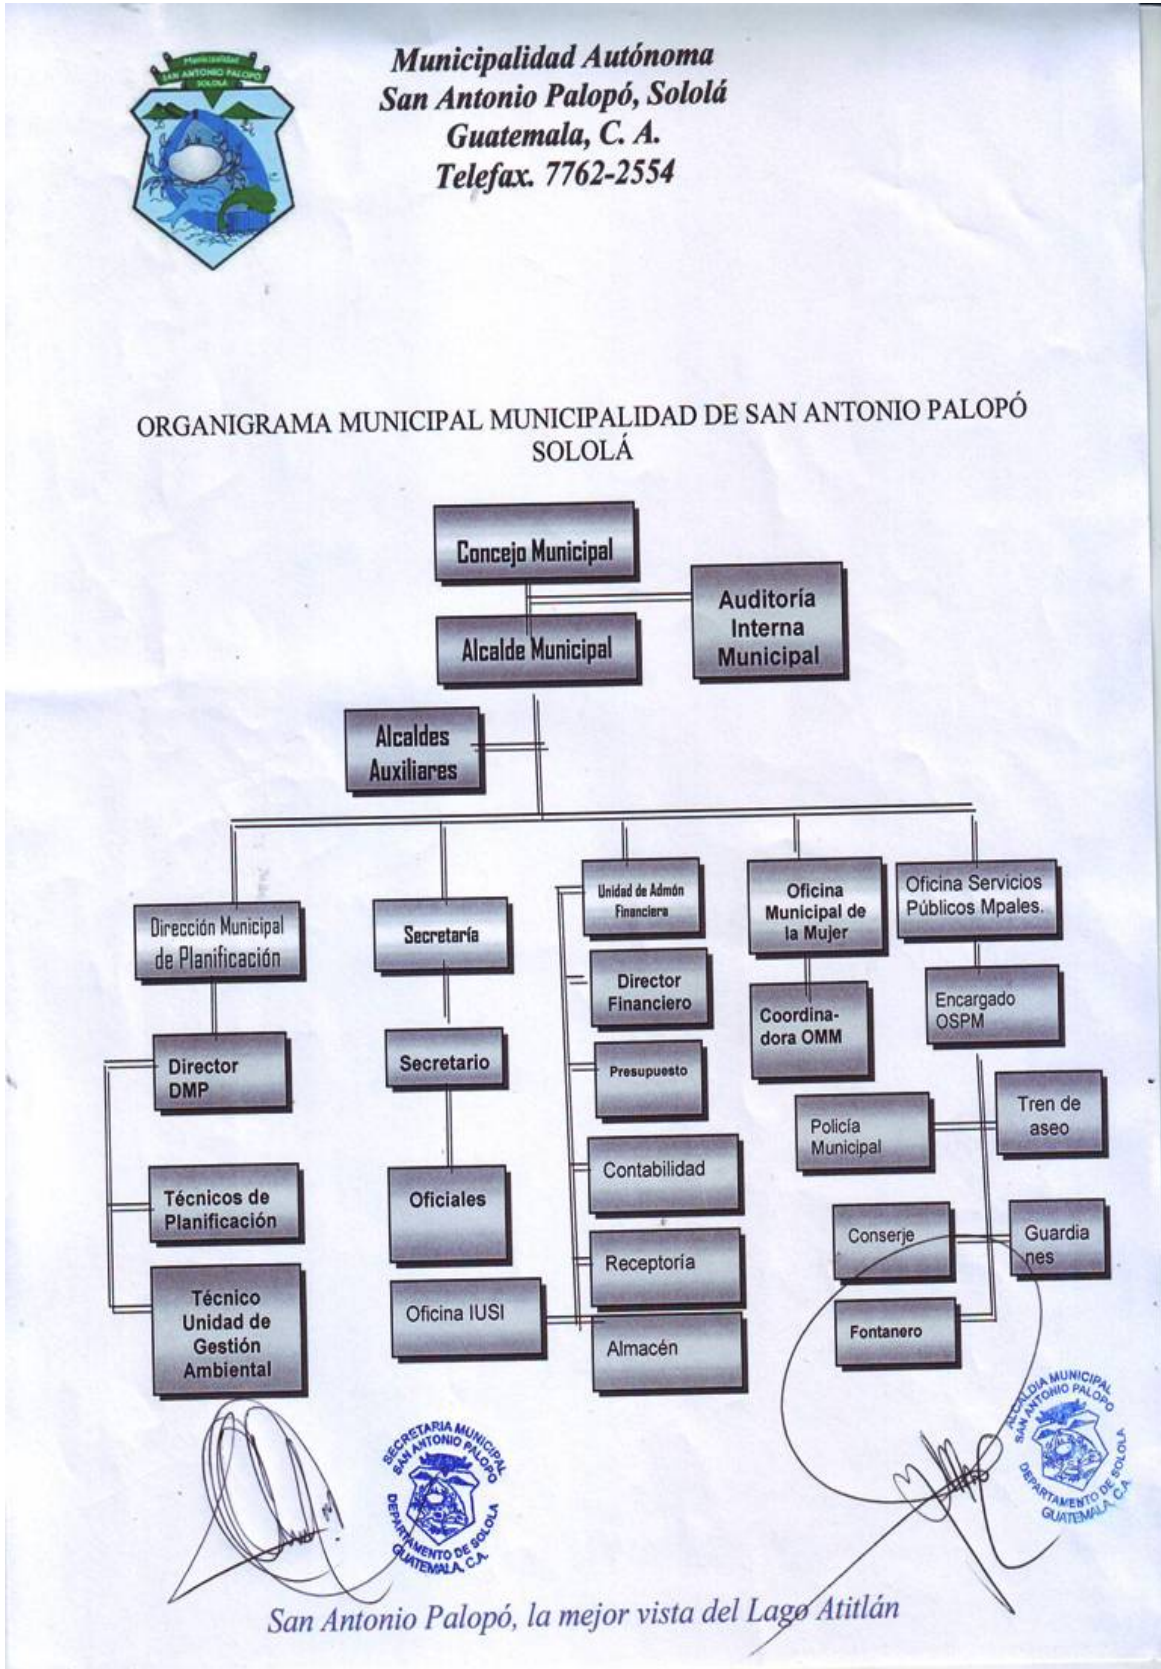 Municipalidad
SAN ANTONIO PALOPÓ
SOLOLÁ
Municipalidad Autónoma
San Antonio Palopó, Sololá
Guatemala, C. A.
Telefax. 7762-2554
ORGANIGRAMA MUNICIPAL MUNICIPALIDAD DE SAN ANTONIO PALOPÓ
SOLOLÁ
Concejo Municipal
Auditoría
Interna
Municipal
Alcalde Municipal
Alcaldes
Auxiliares
Dirección Municipal
de Planificación
Secretaría
Unidad de Admón
Financiera
Oficina
Municipal de
la Mujer
Oficina Servicios
Públicos Mpales.
Director
Financiero
Coordina-
dora OMM
Encargado
OSPM
Director
DMP
Secretario
Presupuesto
Policía
Municipal
Tren de
aseo
Técnicos de
Planificación
Oficiales
Contabilidad
Conserje
Guardia
nes
Receptoría
Técnico
Unidad de
Gestión
Ambiental
Oficina IUSI
Almacén
Fontanero
SECRETARIA MUNICIPAL
SAN ANTONIO PALOPO
DEPARTAMENTO DE SOLOLA
GUATEMALA, C.A.
ALCALDIA MUNICIPAL
SAN ANTONIO PALOPO
DEPARTAMENTO DE SOLOLA
GUATEMALA, C.A.
San Antonio Palopó, la mejor vista del Lago Atitlán